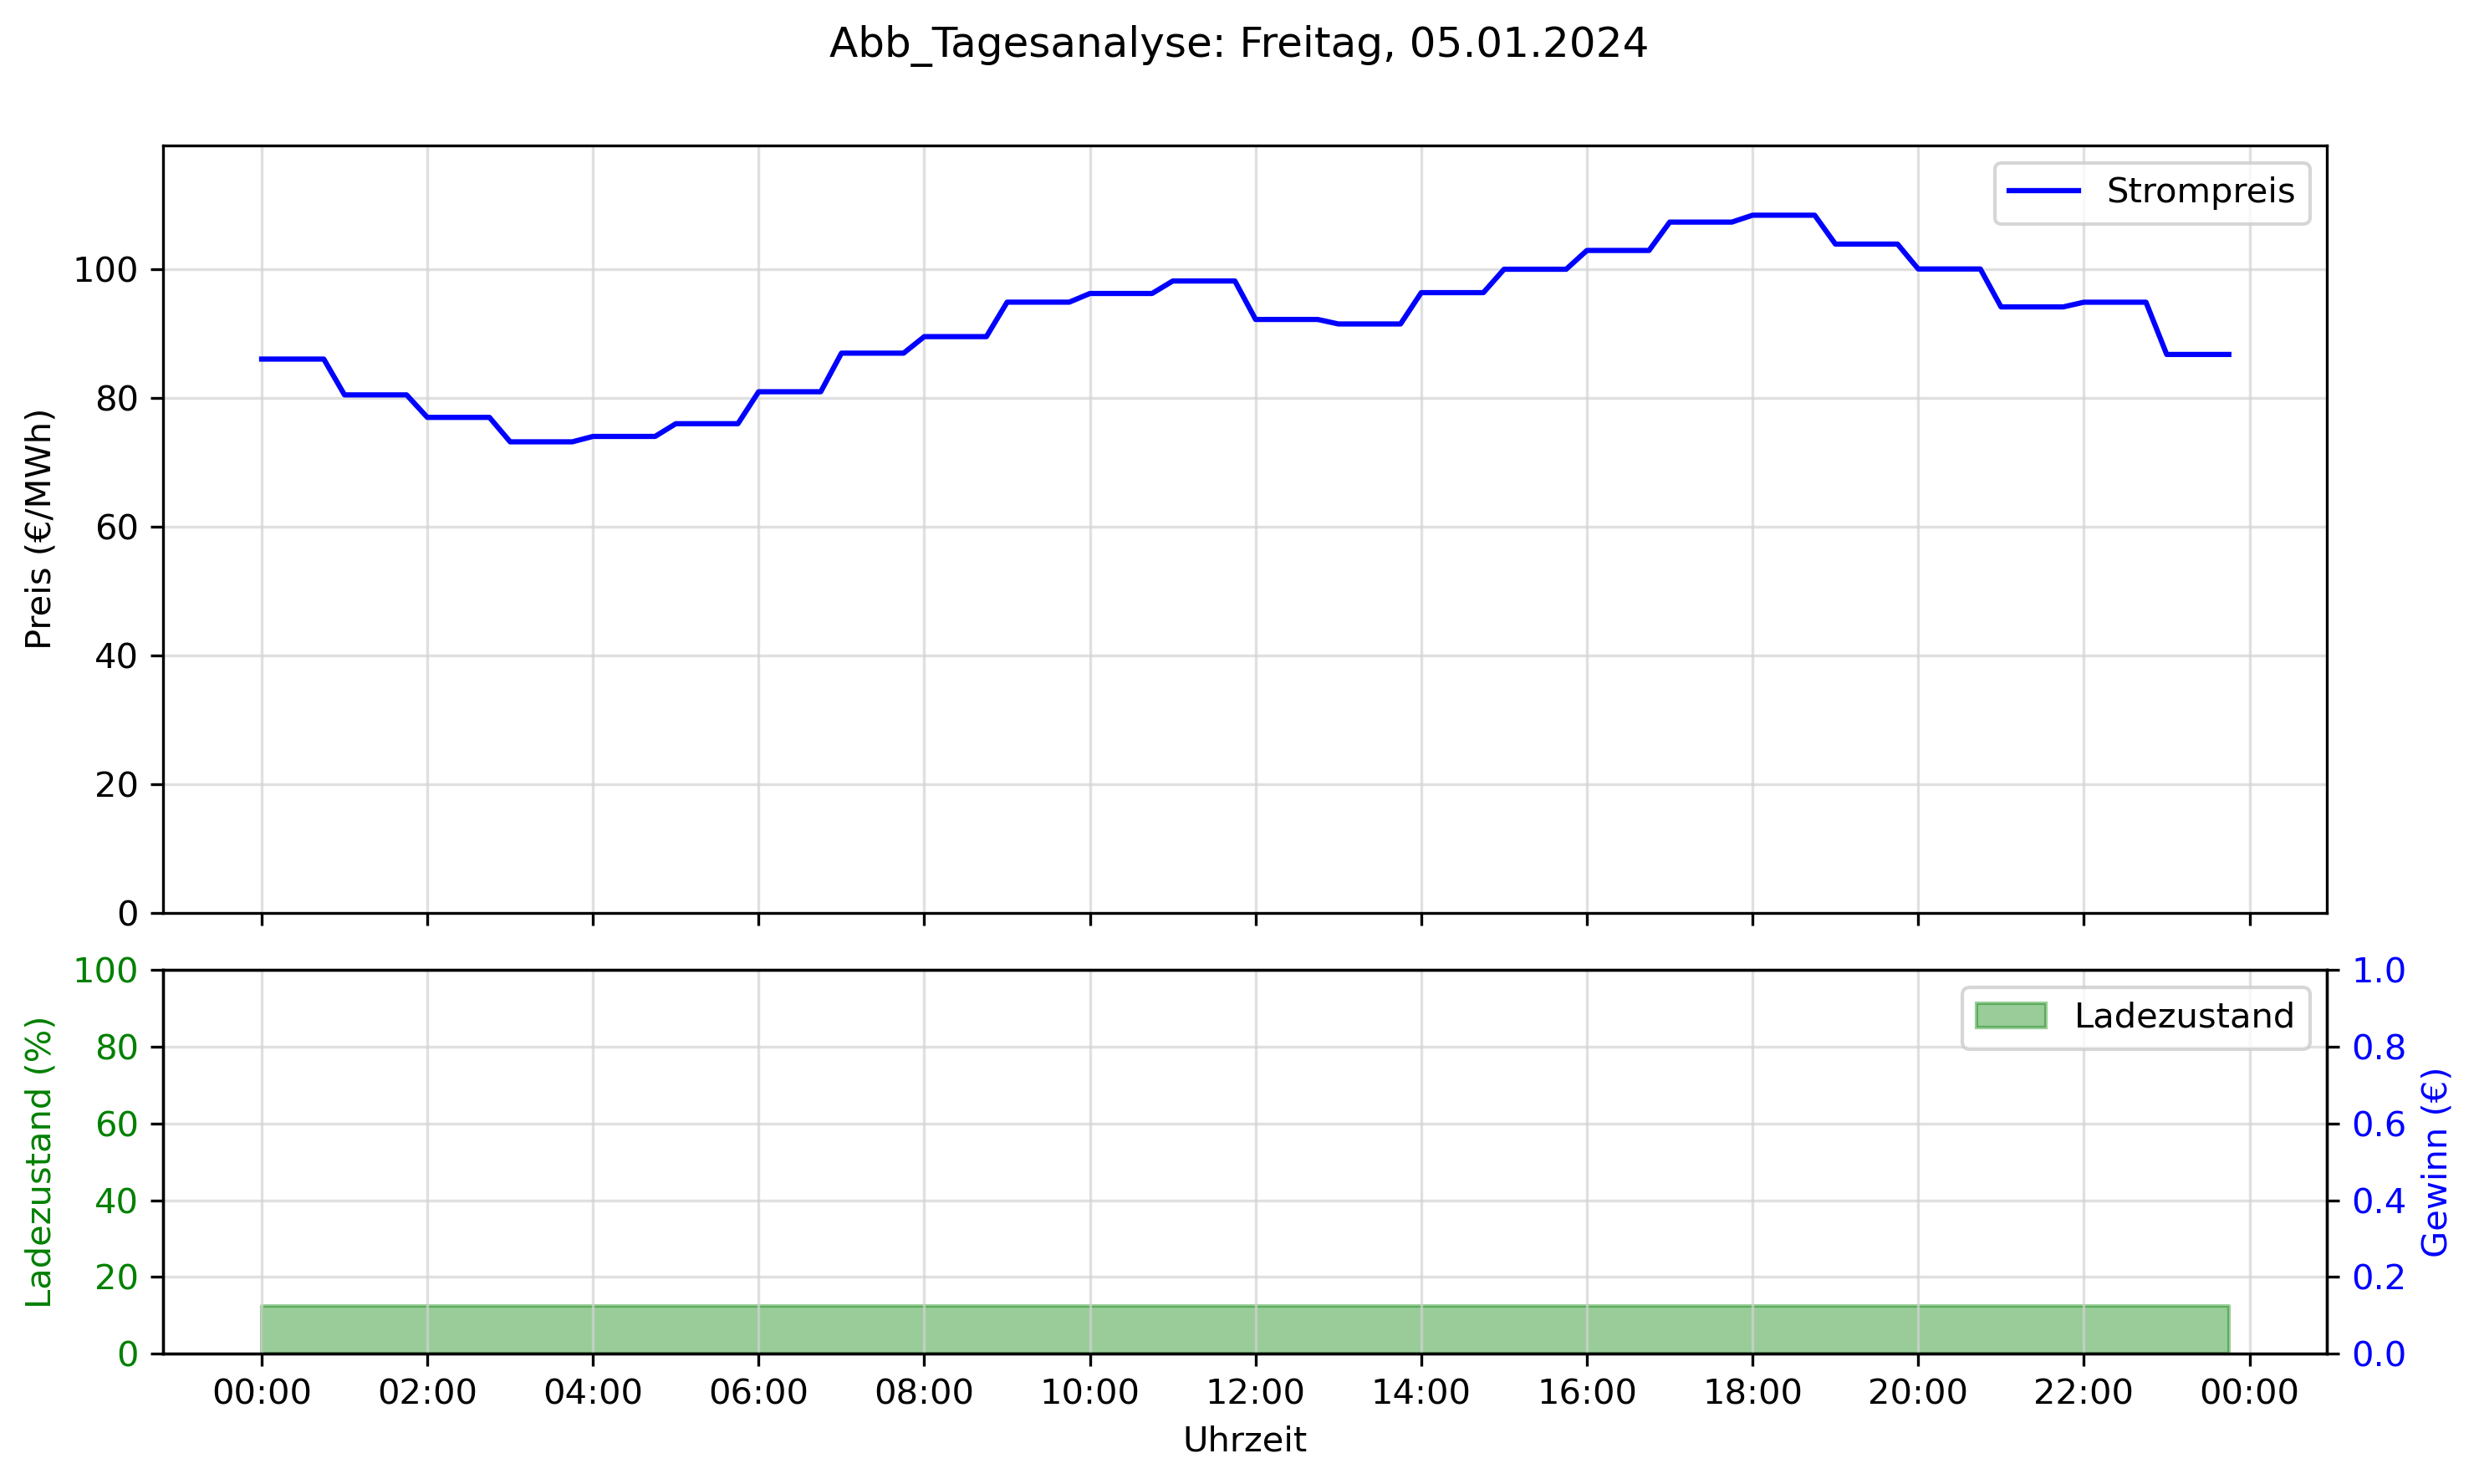 Abb_Tagesanalyse: Freitag, 05.01.2024
Strompreis
Preis (€/MWh)
100
80
60
40
20
0
Ladezustand
Ladezustand (%)
100
80
60
40
20
0
Gewinn (€)
1.0
0.8
0.6
0.4
0.2
0.0
00:00 02:00 04:00 06:00 08:00 10:00 12:00 14:00 16:00 18:00 20:00 22:00 00:00
Uhrzeit